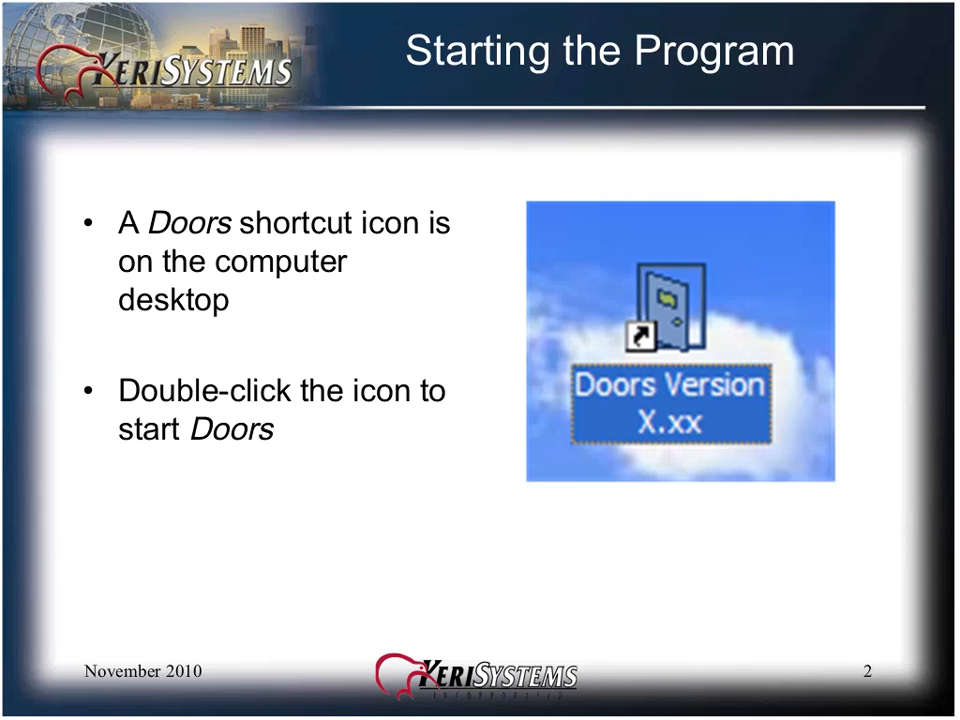 KERISYSTEMS
Starting the Program
• A Doors shortcut icon is
on the computer
desktop
• Double-click the icon to
start Doors
Doors Version
X.xx
November 2010
KERISYSTEMS
INCORPORATED
2